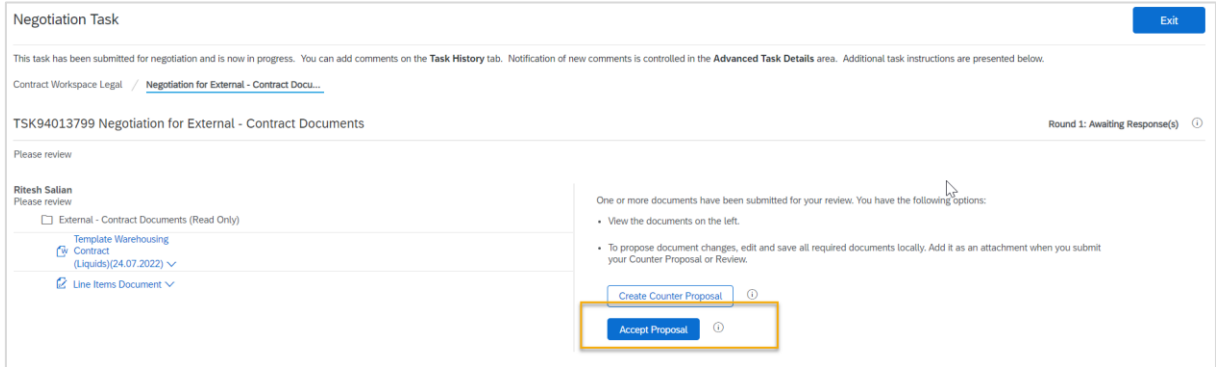 Negotiation Task
Exit
This task has been submitted for negotiation and is now in progress. You can add comments on the Task History tab. Notification of new comments is controlled in the Advanced Task Details area. Additional task instructions are presented below.
Contract Workspace Legal / Negotiation for External - Contract Docu...
TSK94013799 Negotiation for External - Contract Documents
Round 1: Awaiting Response(s)
Please review
Ritesh Salian
Please review
External - Contract Documents (Read Only)
Template Warehousing
Contract
(Liquids)(24.07.2022)
Line Items Document
One or more documents have been submitted for your review. You have the following options:
• View the documents on the left.
• To propose document changes, edit and save all required documents locally. Add it as an attachment when you submit
your Counter Proposal or Review.
Create Counter Proposal
Accept Proposal